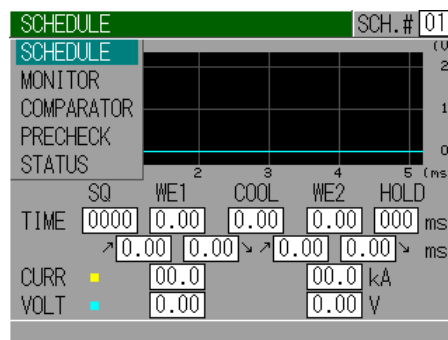 SCHEDULE SCH.# 01
SCHEDULE
MONITOR
COMPARATOR
PRECHECK
STATUS
2
1
0
2 3 4 5 (ms
SQ WE1 COOL WE2 HOLD
TIME 0000 0.00 0.00 0.00 000 ms
↗ 0.00 0.00 ↘ ↗ 0.00 0.00 ↘ ms
CURR 00.0 00.0 kA
VOLT 0.00 0.00 V